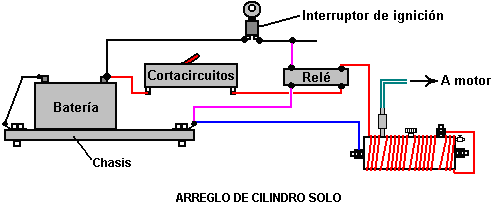 Interruptor de ignición
Cortacircuitos
Relé
A motor
Batería
Chasis
ARREGLO DE CILINDRO SOLO